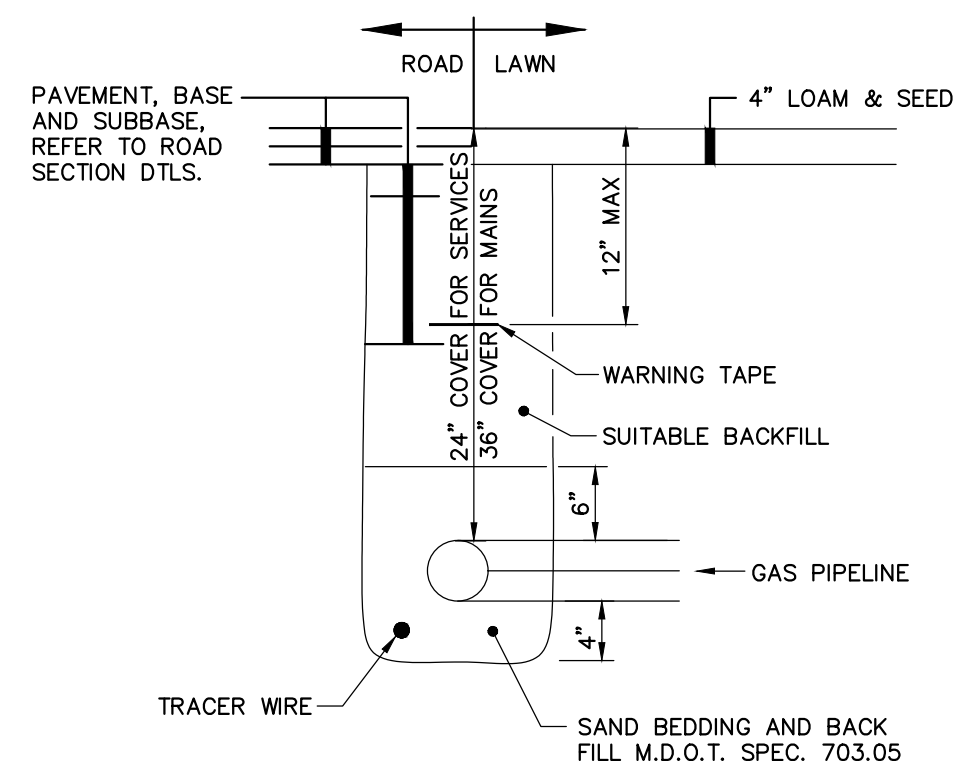 ROAD LAWN
PAVEMENT, BASE
AND SUBBASE,
REFER TO ROAD
SECTION DTLS.
4" LOAM & SEED
24" COVER FOR SERVICES
36" COVER FOR MAINS
12" MAX
WARNING TAPE
SUITABLE BACKFILL
6"
GAS PIPELINE
4"
TRACER WIRE
SAND BEDDING AND BACK
FILL M.D.O.T. SPEC. 703.05